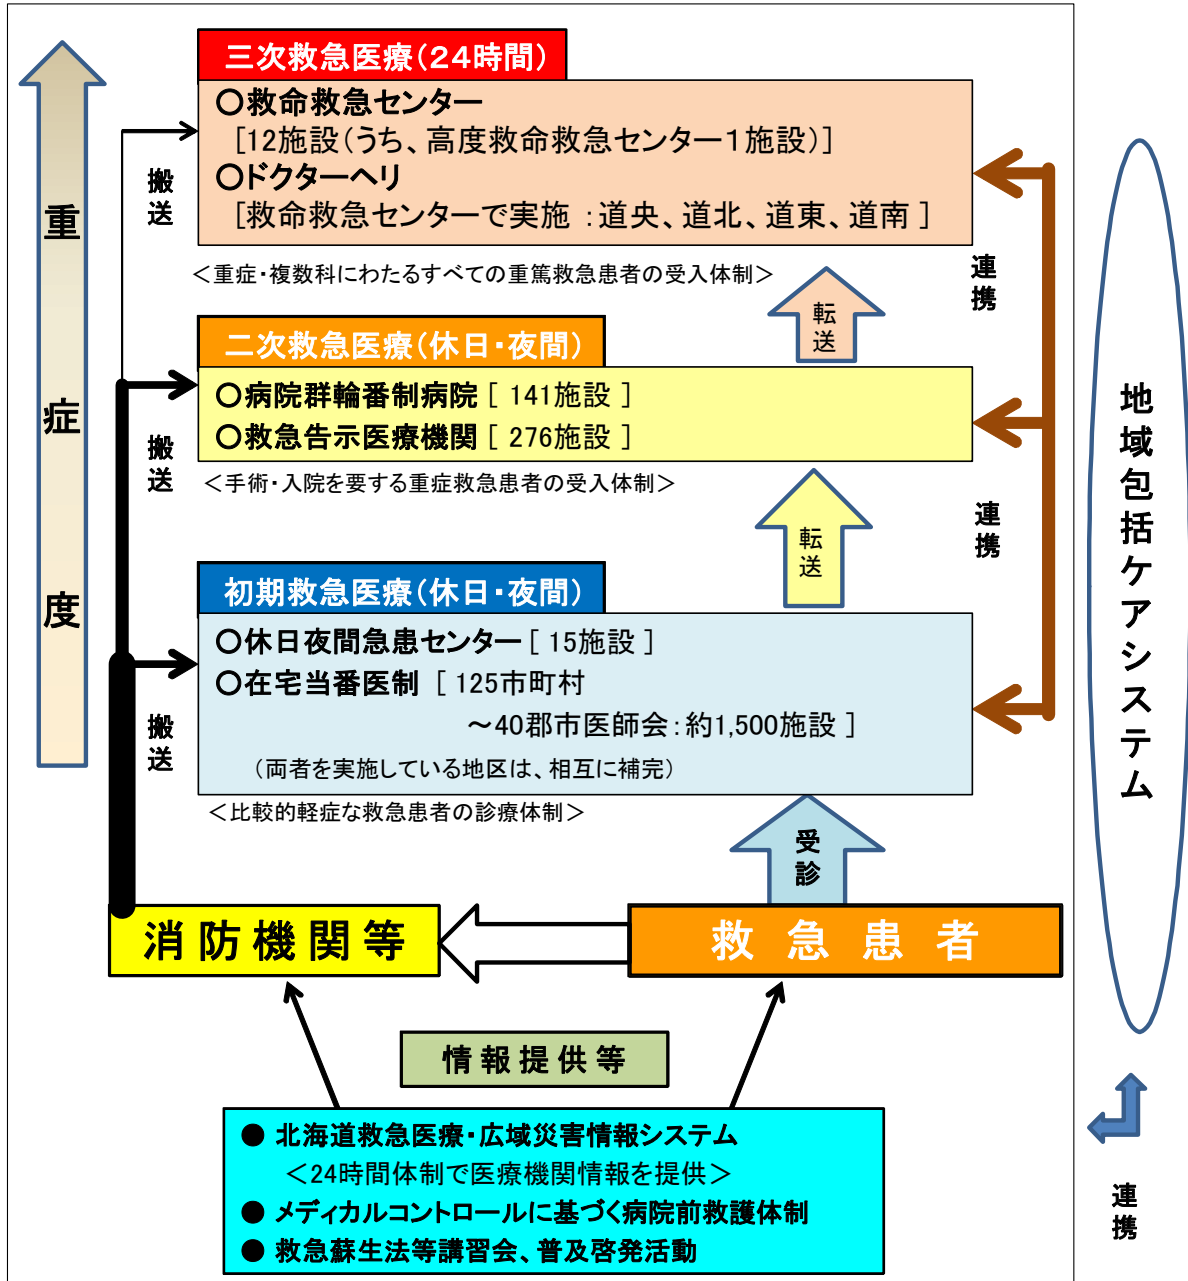 三次救急医療（２４時間）
○救命救急センター
[12施設（うち、高度救命救急センター１施設）]
○ドクターヘリ
[救命救急センターで実施 ：道央、道北、道東、道南 ]
＜重症・複数科にわたるすべての重篤救急患者の受入体制＞
搬送
転送
連携
重症度
二次救急医療（休日・夜間）
○病院群輪番制病院 [ 141施設 ]
○救急告示医療機関 [ 276施設 ]
＜手術・入院を要する重症救急患者の受入体制＞
搬送
転送
連携
初期救急医療（休日・夜間）
○休日夜間急患センター [ 15施設 ]
○在宅当番医制 [ 125市町村
～40郡市医師会：約1,500施設 ]
（両者を実施している地区は、相互に補完）
＜比較的軽症な救急患者の診療体制＞
搬送
受診
地域包括ケアシステム
消防機関等
救急患者
情報提供等
● 北海道救急医療・広域災害情報システム
＜24時間体制で医療機関情報を提供＞
● メディカルコントロールに基づく病院前救護体制
● 救急蘇生法等講習会、普及啓発活動
連携